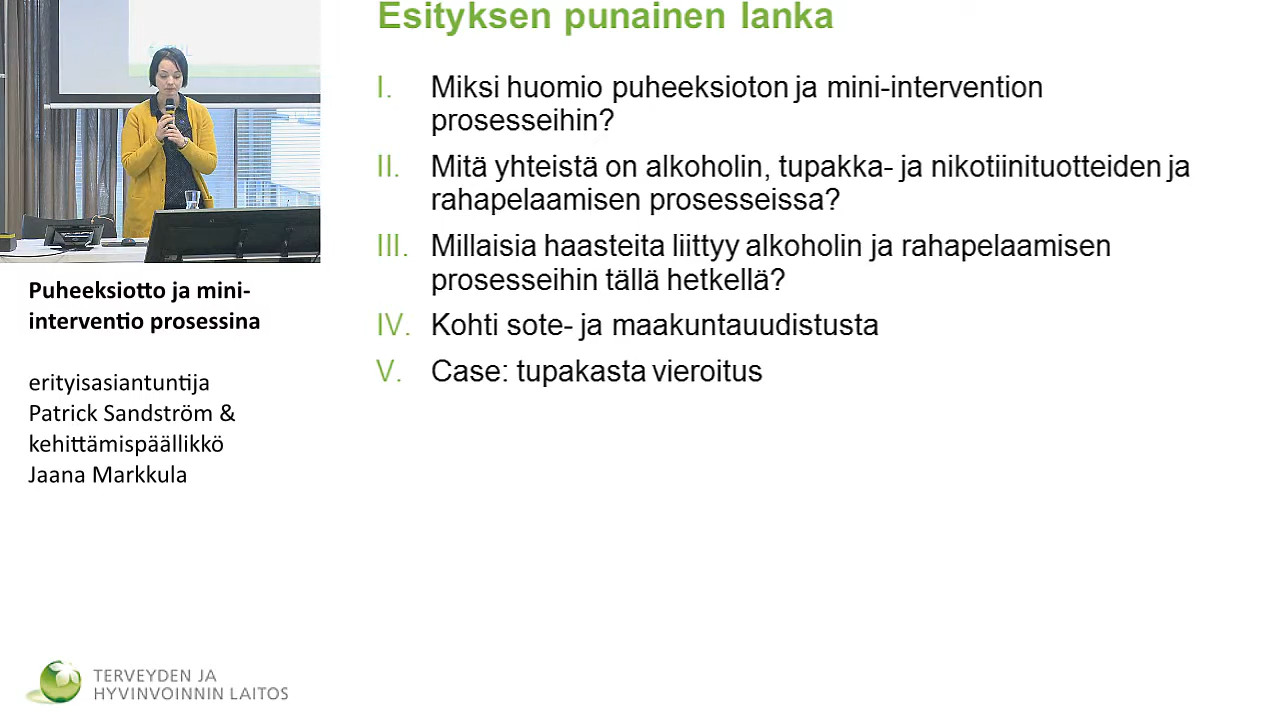 Esityksen punainen lanka
I. Miksi huomio puheeksioton ja mini-intervention
prosesseihin?
II. Mitä yhteistä on alkoholin, tupakka- ja nikotiinituotteiden ja
rahapelaamisen prosesseissa?
III. Millaisia haasteita liittyy alkoholin ja rahapelaamisen
prosesseihin tällä hetkellä?
IV. Kohti sote- ja maakuntauudistusta
V. Case: tupakasta vieroitus
Puheeksiotto ja mini-
interventio prosessina
erityisasiantuntija
Patrick Sandström &
kehittämispäällikkö
Jaana Markkula
TERVEYDEN JA
HYVINVOINNIN LAITOS